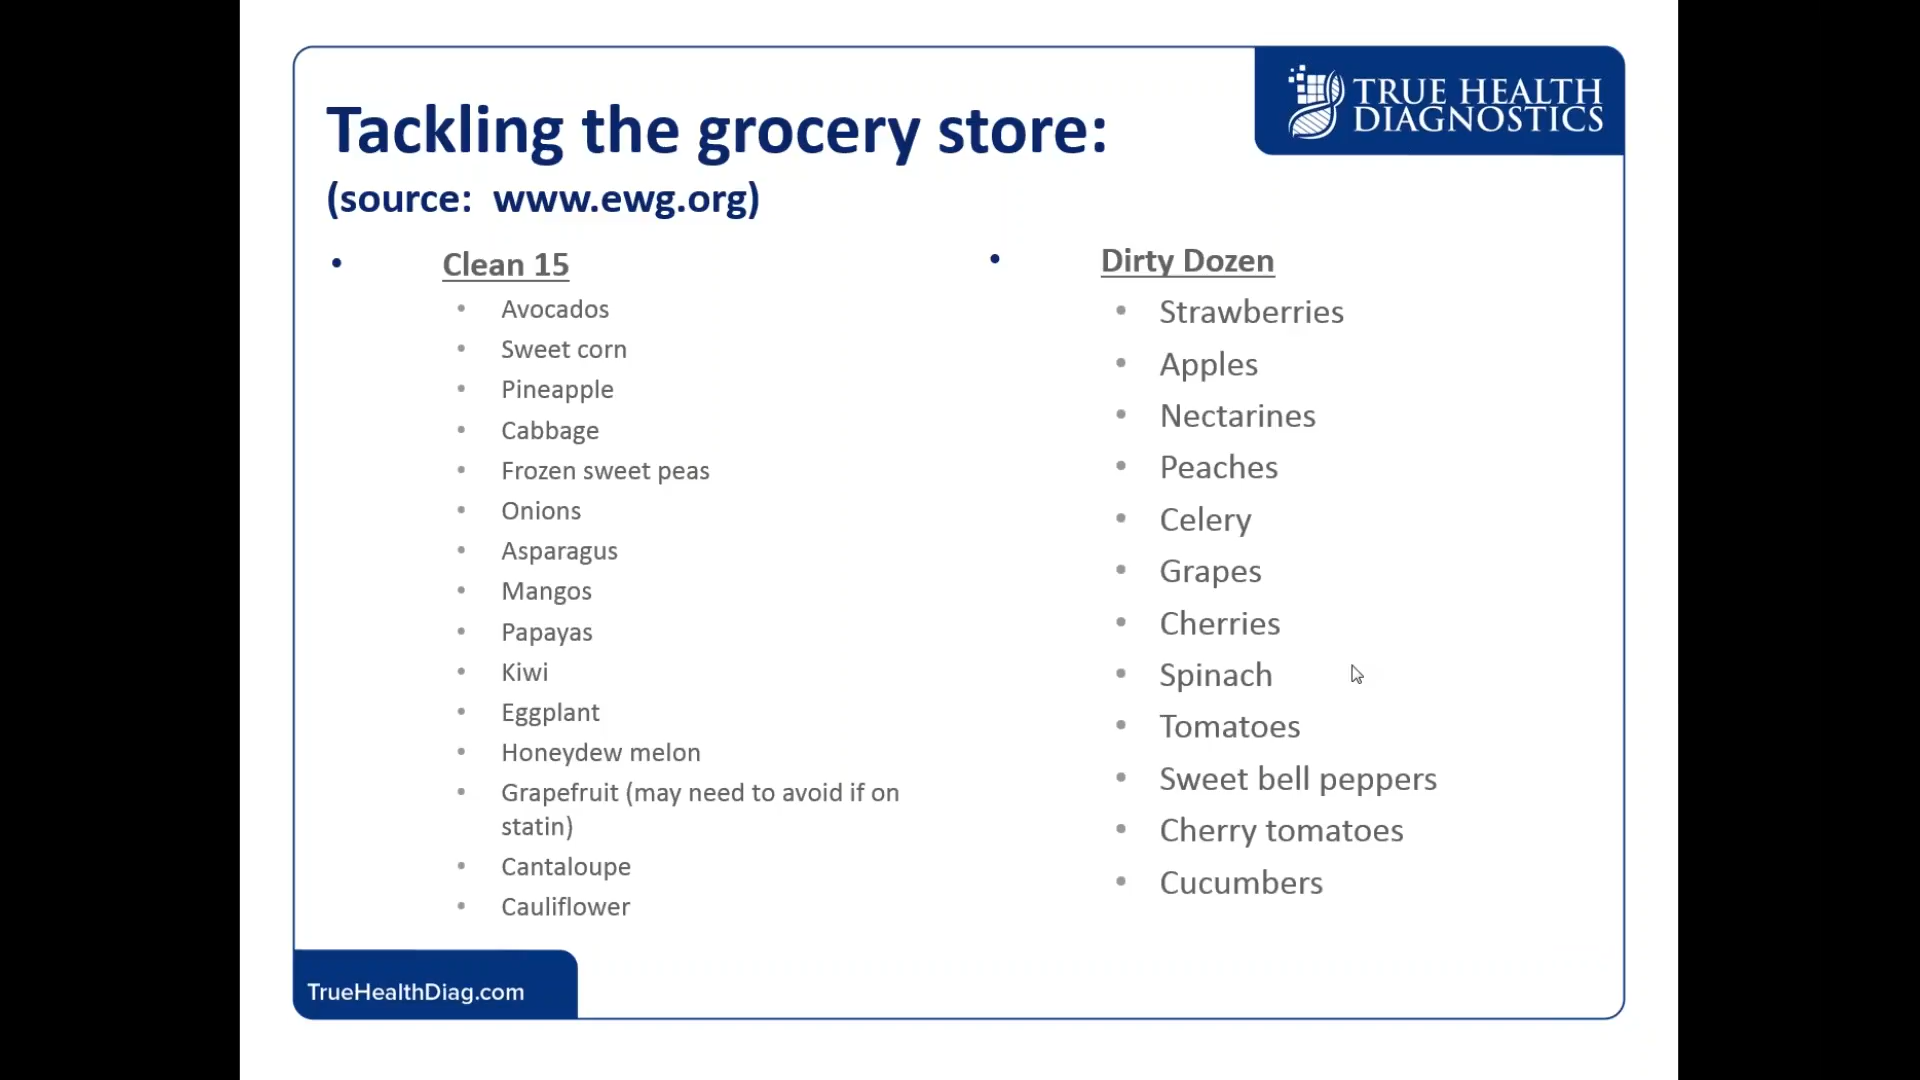 TRUE HEALTH
DIAGNOSTICS
Tackling the grocery store:
(source: www.ewg.org)
• Clean 15
• Avocados
• Sweet corn
• Pineapple
• Cabbage
• Frozen sweet peas
• Onions
• Asparagus
• Mangos
• Papayas
• Kiwi
• Eggplant
• Honeydew melon
• Grapefruit (may need to avoid if on
statin)
• Cantaloupe
• Cauliflower
• Dirty Dozen
• Strawberries
• Apples
• Nectarines
• Peaches
• Celery
• Grapes
• Cherries
• Spinach
• Tomatoes
• Sweet bell peppers
• Cherry tomatoes
• Cucumbers
TrueHealthDiag.com